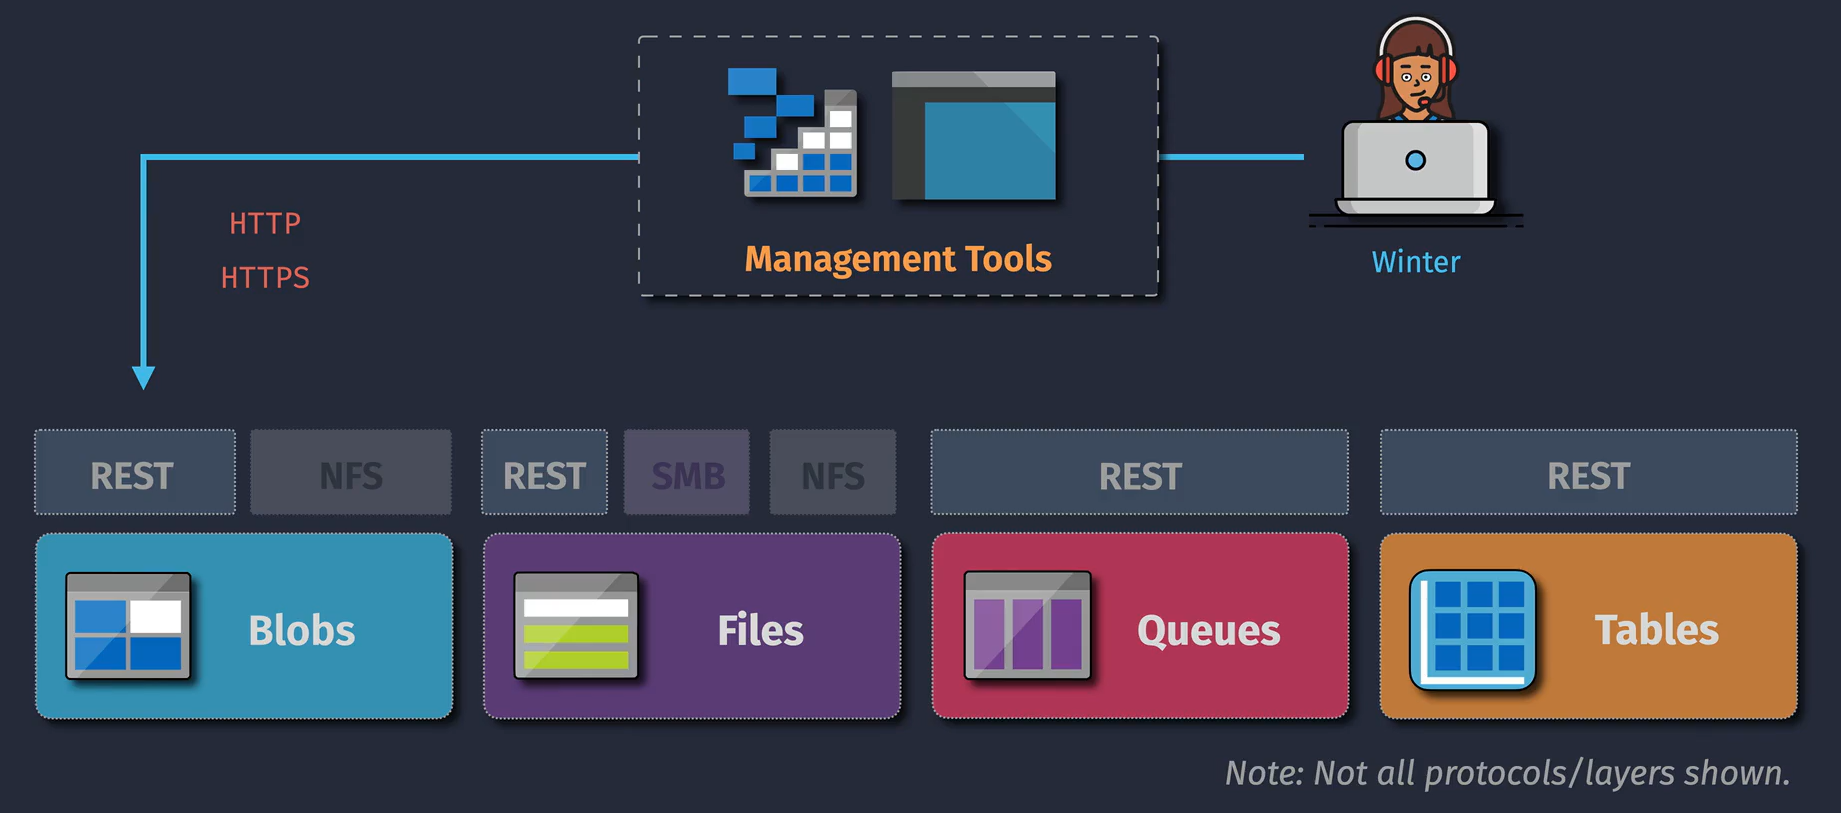 Management Tools
Winter
HTTP
HTTPS
REST
NFS
REST
SMB
NFS
REST
REST
Blobs
Files
Queues
Tables
Note: Not all protocols/layers shown.